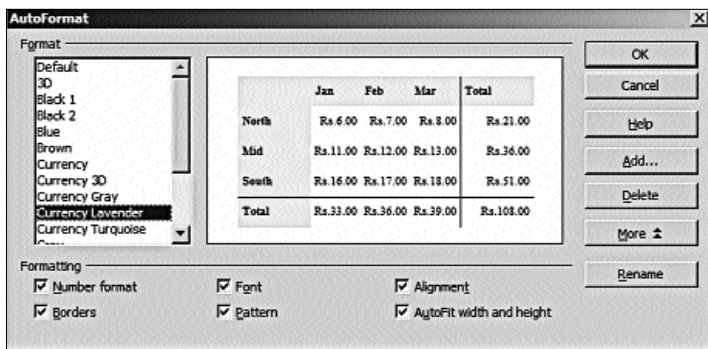 AutoFormat
Format
Default
3D
Black 1
Black 2
Blue
Brown
Currency
Currency 3D
Currency Gray
Currency Lavender
Currency Turquoise
Jan Feb Mar Total
North Rs.6.00 Rs.7.00 Rs.8.00 Rs.21.00
Mid Rs.11.00 Rs.12.00 Rs.13.00 Rs.36.00
South Rs.16.00 Rs.17.00 Rs.18.00 Rs.51.00
Total Rs.33.00 Rs.36.00 Rs.39.00 Rs.108.00
OK
Cancel
Help
Add...
Delete
More
Rename
Formatting
Number format Font Alignment
Borders Pattern AutoFit width and height